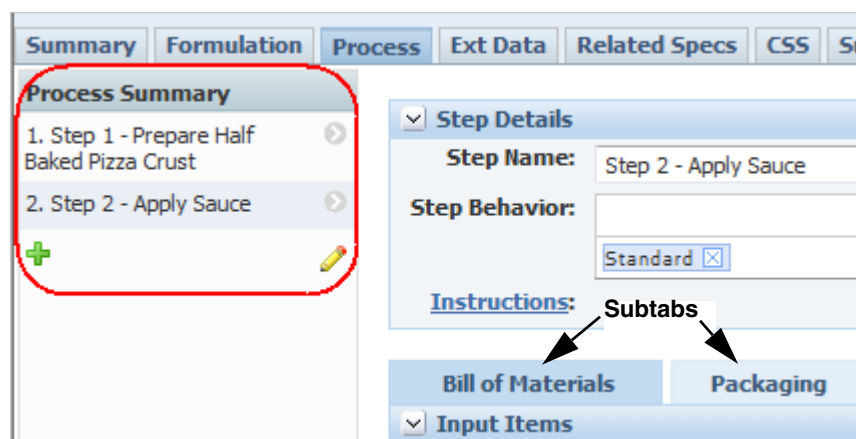 Summary Formulation Process Ext Data Related Specs CSS
Process Summary
1. Step 1 - Prepare Half
Baked Pizza Crust
2. Step 2 - Apply Sauce
Step Details
Step Name: Step 2 - Apply Sauce
Step Behavior:
Standard
Instructions:
Subtabs
Bill of Materials Packaging
Input Items